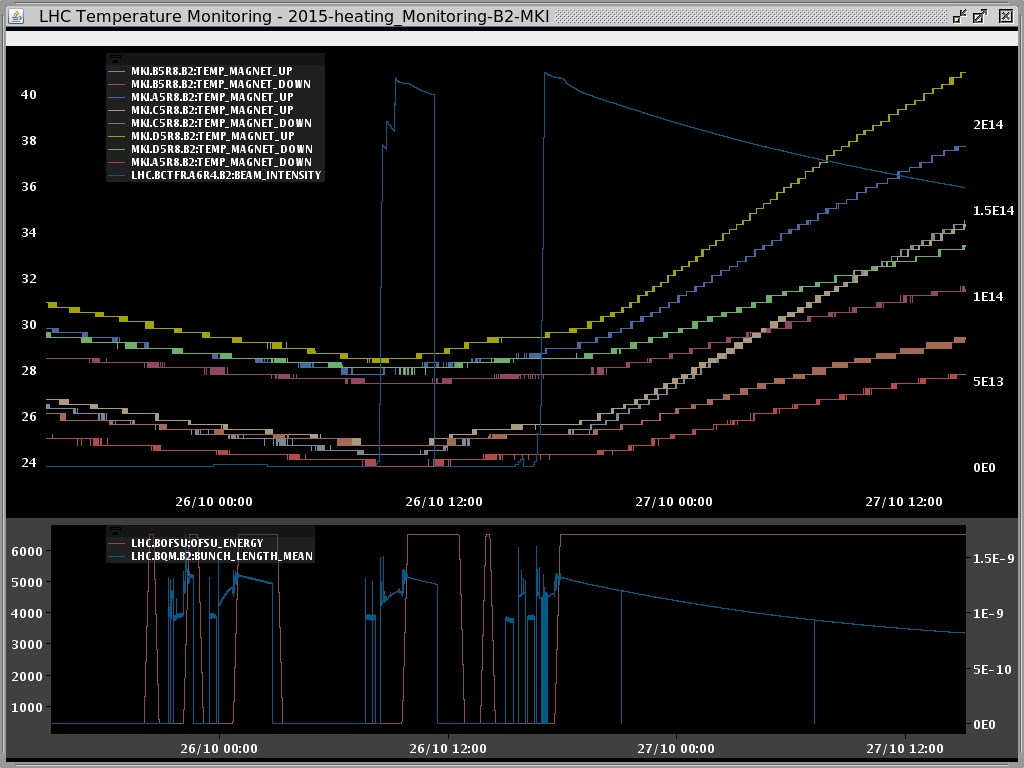 LHC Temperature Monitoring - 2015-heating_Monitoring-B2-MKI
MKI.B5R8.B2:TEMP_MAGNET_UP
MKI.B5R8.B2:TEMP_MAGNET_DOWN
MKI.A5R8.B2:TEMP_MAGNET_UP
MKI.C5R8.B2:TEMP_MAGNET_UP
MKI.C5R8.B2:TEMP_MAGNET_DOWN
MKI.D5R8.B2:TEMP_MAGNET_UP
MKI.D5R8.B2:TEMP_MAGNET_DOWN
MKI.A5R8.B2:TEMP_MAGNET_DOWN
LHC.BCTFR.A6R4.B2:BEAM_INTENSITY
40
38
36
34
32
30
28
26
24
2E14
1.5E14
1E14
5E13
0E0
26/10 00:00
26/10 12:00
27/10 00:00
27/10 12:00
LHC.BOFSU:OFSU_ENERGY
LHC.BQM.B2:BUNCH_LENGTH_MEAN
6000
5000
4000
3000
2000
1000
1.5E-9
1E-9
5E-10
0E0
26/10 00:00
26/10 12:00
27/10 00:00
27/10 12:00